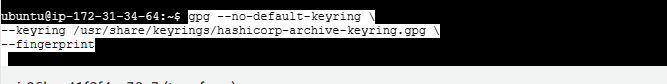 ubuntu@ip-172-31-34-64:~$ gpg --no-default-keyring \
--keyring /usr/share/keyrings/hashicorp-archive-keyring.gpg \
--fingerprint